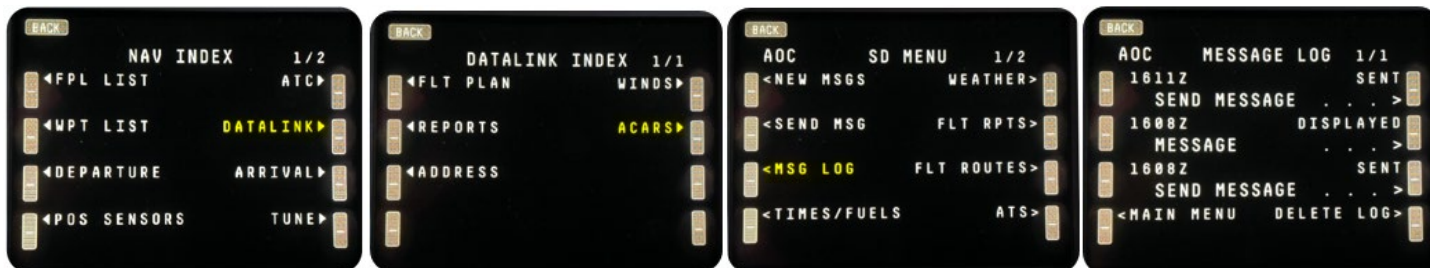 BACK
NAV INDEX 1/2
◄FPL LIST ATC►
◄WPT LIST DATALINK►
◄DEPARTURE ARRIVAL►
◄POS SENSORS TUNE►
BACK
DATALINK INDEX 1/1
◄FLT PLAN WINDS►
◄REPORTS ACARS►
◄ADDRESS
BACK
AOC SD MENU 1/2
<NEW MSGS WEATHER>
<SEND MSG FLT RPTS>
<MSG LOG FLT ROUTES>
<TIMES/FUELS ATS>
BACK
AOC MESSAGE LOG 1/1
1611Z SENT
SEND MESSAGE . . . >
1608Z DISPLAYED
MESSAGE . . . >
1608Z SENT
SEND MESSAGE . . . >
<MAIN MENU DELETE LOG>